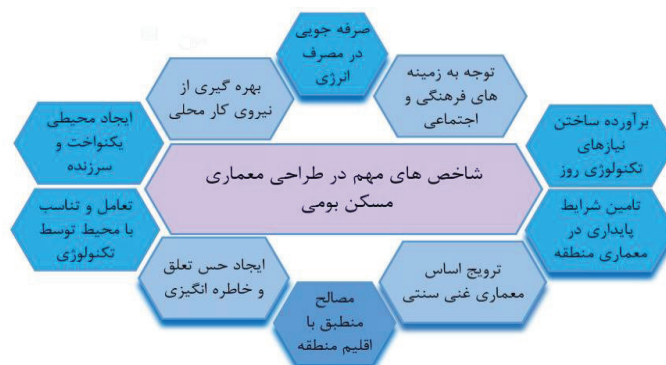 صرفه جویی
در مصرف
انرژی
توجه به زمینه
های فرهنگی و
اجتماعی
بهره گیری از
نیروی کار محلی
برآورده ساختن
نیازهای
تکنولوژی روز
ایجاد محیطی
یکنواخت و
سرزنده
شاخص های مهم در طراحی معماری
مسکن بومی
تامین شرایط
پایداری در
معماری منطقه
تعامل و تناسب
با محیط توسط
تکنولوژی
ترویج اساس
معماری غنی سنتی
ایجاد حس تعلق
و خاطره انگیزی
مصالح
منطبق با
اقلیم منطقه